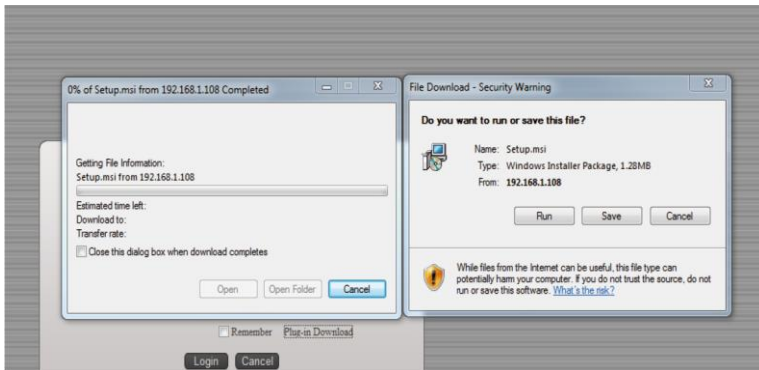 0% of Setup.msi from 192.168.1.108 Completed
Getting File Information:
Setup.msi from 192.168.1.108
Estimated time left:
Download to:
Transfer rate:
Close this dialog box when download completes
Open Open Folder Cancel
File Download - Security Warning
Do you want to run or save this file?
Name: Setup.msi
Type: Windows Installer Package, 1.28MB
From: 192.168.1.108
Run Save Cancel
While files from the Internet can be useful, this file type can
potentially harm your computer. If you do not trust the source, do not
run or save this software. What's the risk?
Remember Plug-in Download
Login Cancel